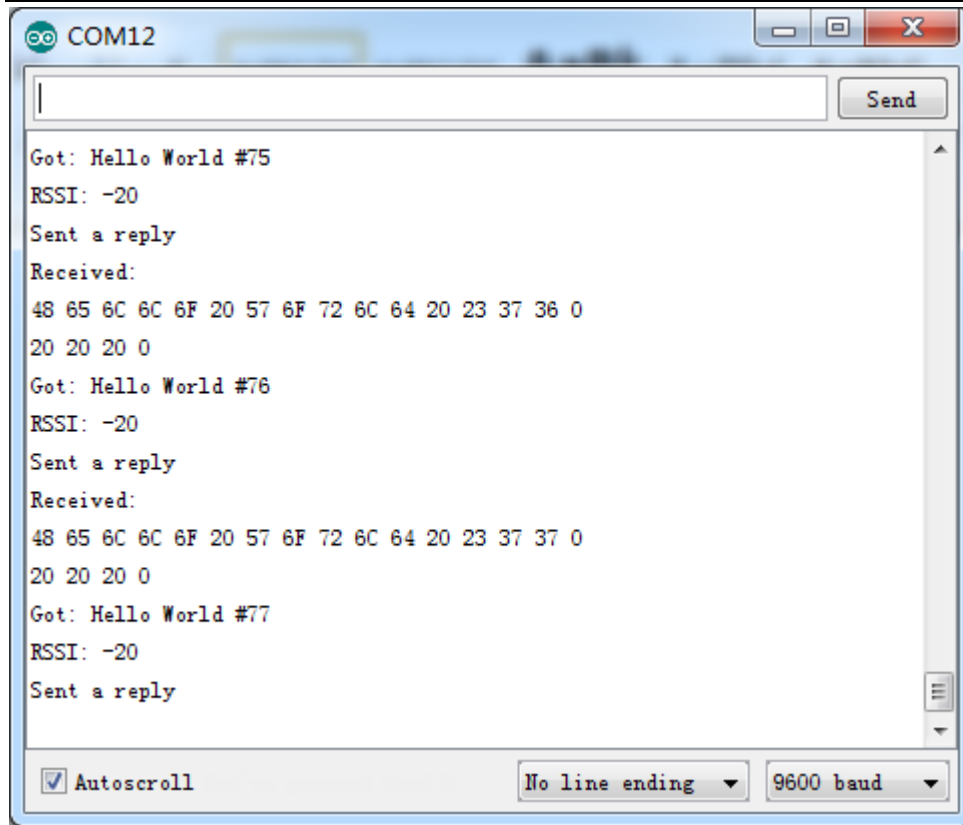 COM12
Send
Got: Hello World #75
RSSI: -20
Sent a reply
Received:
48 65 6C 6C 6F 20 57 6F 72 6C 64 20 23 37 36 0
20 20 20 0
Got: Hello World #76
RSSI: -20
Sent a reply
Received:
48 65 6C 6C 6F 20 57 6F 72 6C 64 20 23 37 37 0
20 20 20 0
Got: Hello World #77
RSSI: -20
Sent a reply
Autoscroll No line ending 9600 baud